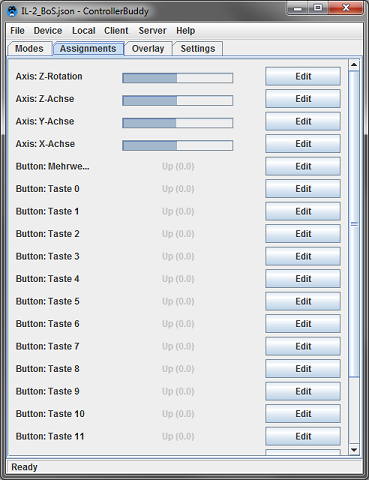 IL-2_BoS.json - ControllerBuddy
File Device Local Client Server Help
Modes Assignments Overlay Settings
Axis: Z-Rotation Edit
Axis: Z-Achse Edit
Axis: Y-Achse Edit
Axis: X-Achse Edit
Button: Mehrwe... Up (0.0) Edit
Button: Taste 0 Up (0.0) Edit
Button: Taste 1 Up (0.0) Edit
Button: Taste 2 Up (0.0) Edit
Button: Taste 3 Up (0.0) Edit
Button: Taste 4 Up (0.0) Edit
Button: Taste 5 Up (0.0) Edit
Button: Taste 6 Up (0.0) Edit
Button: Taste 7 Up (0.0) Edit
Button: Taste 8 Up (0.0) Edit
Button: Taste 9 Up (0.0) Edit
Button: Taste 10 Up (0.0) Edit
Button: Taste 11 Up (0.0) Edit
Ready